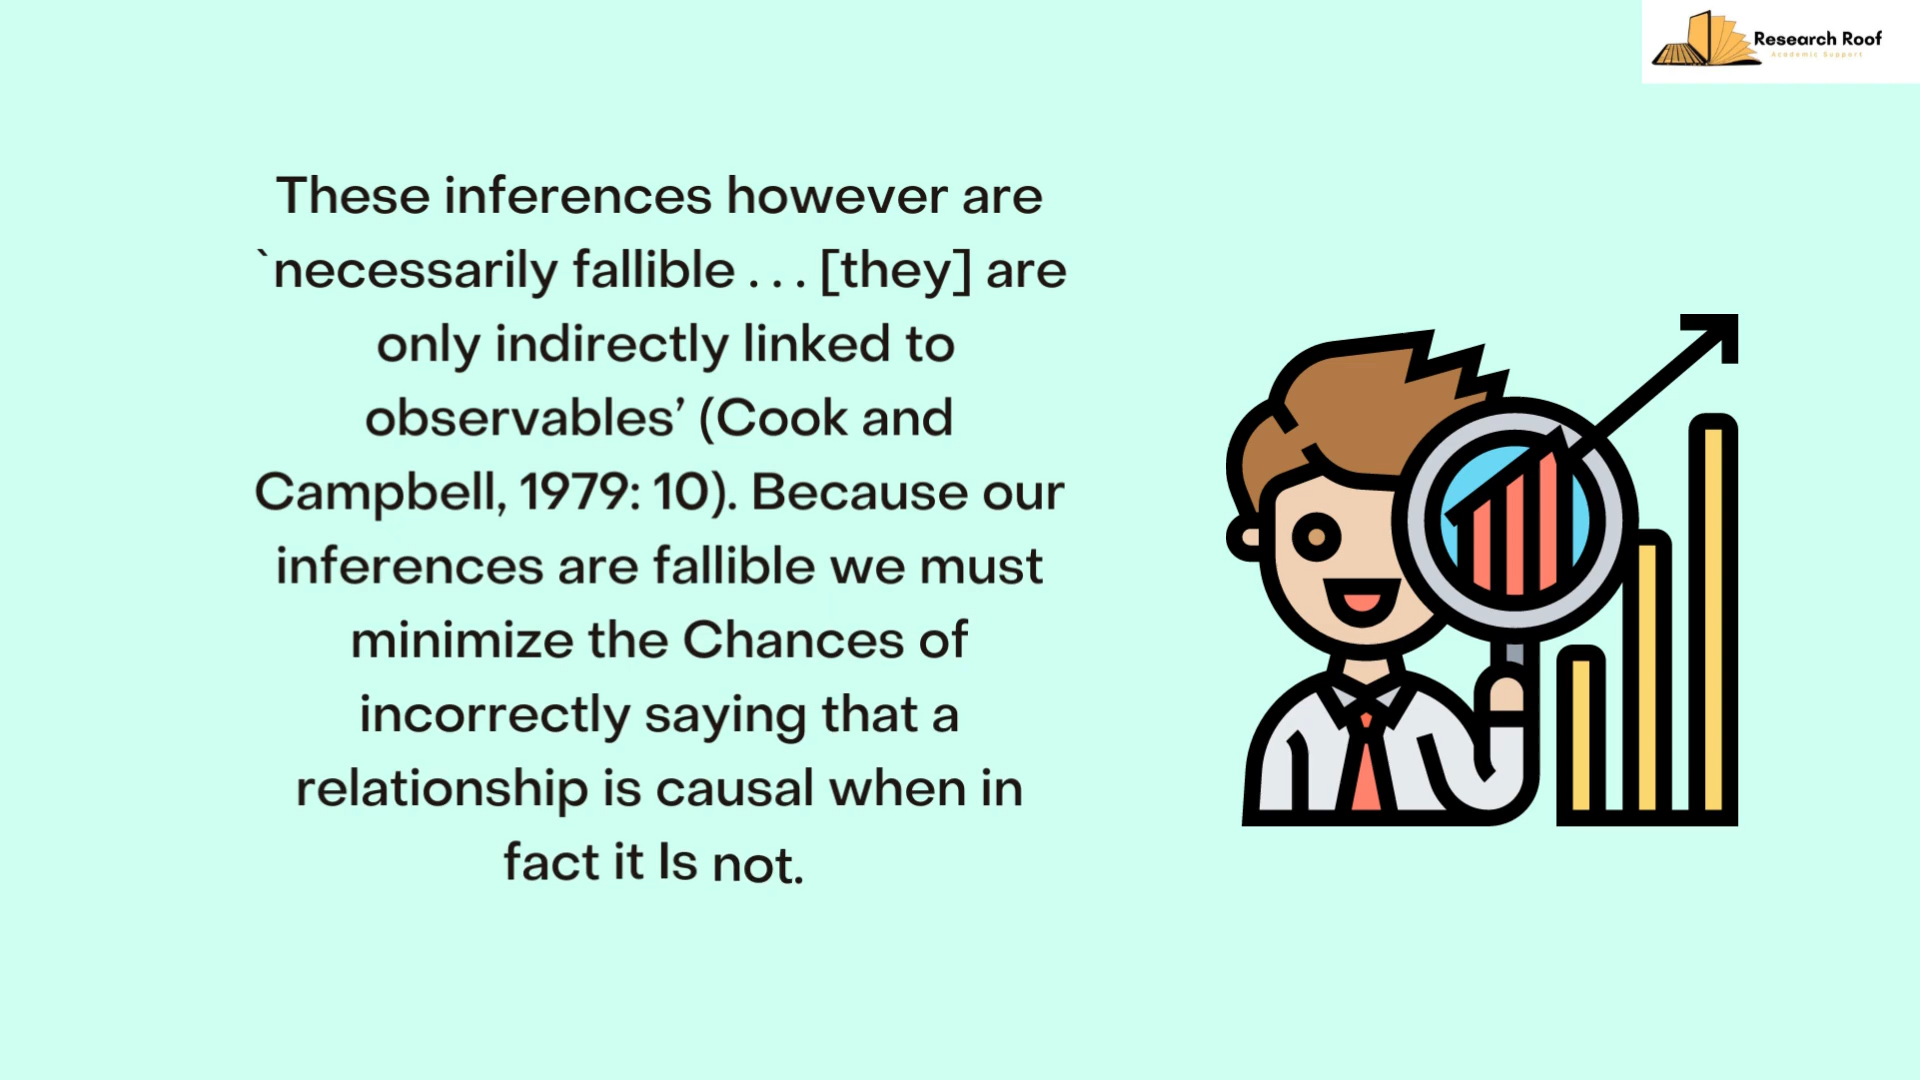 Research Roof
Academic Support
These inferences however are
`necessarily fallible . . . [they] are
only indirectly linked to
observables’ (Cook and
Campbell, 1979: 10). Because our
inferences are fallible we must
minimize the Chances of
incorrectly saying that a
relationship is causal when in
fact it Is not.